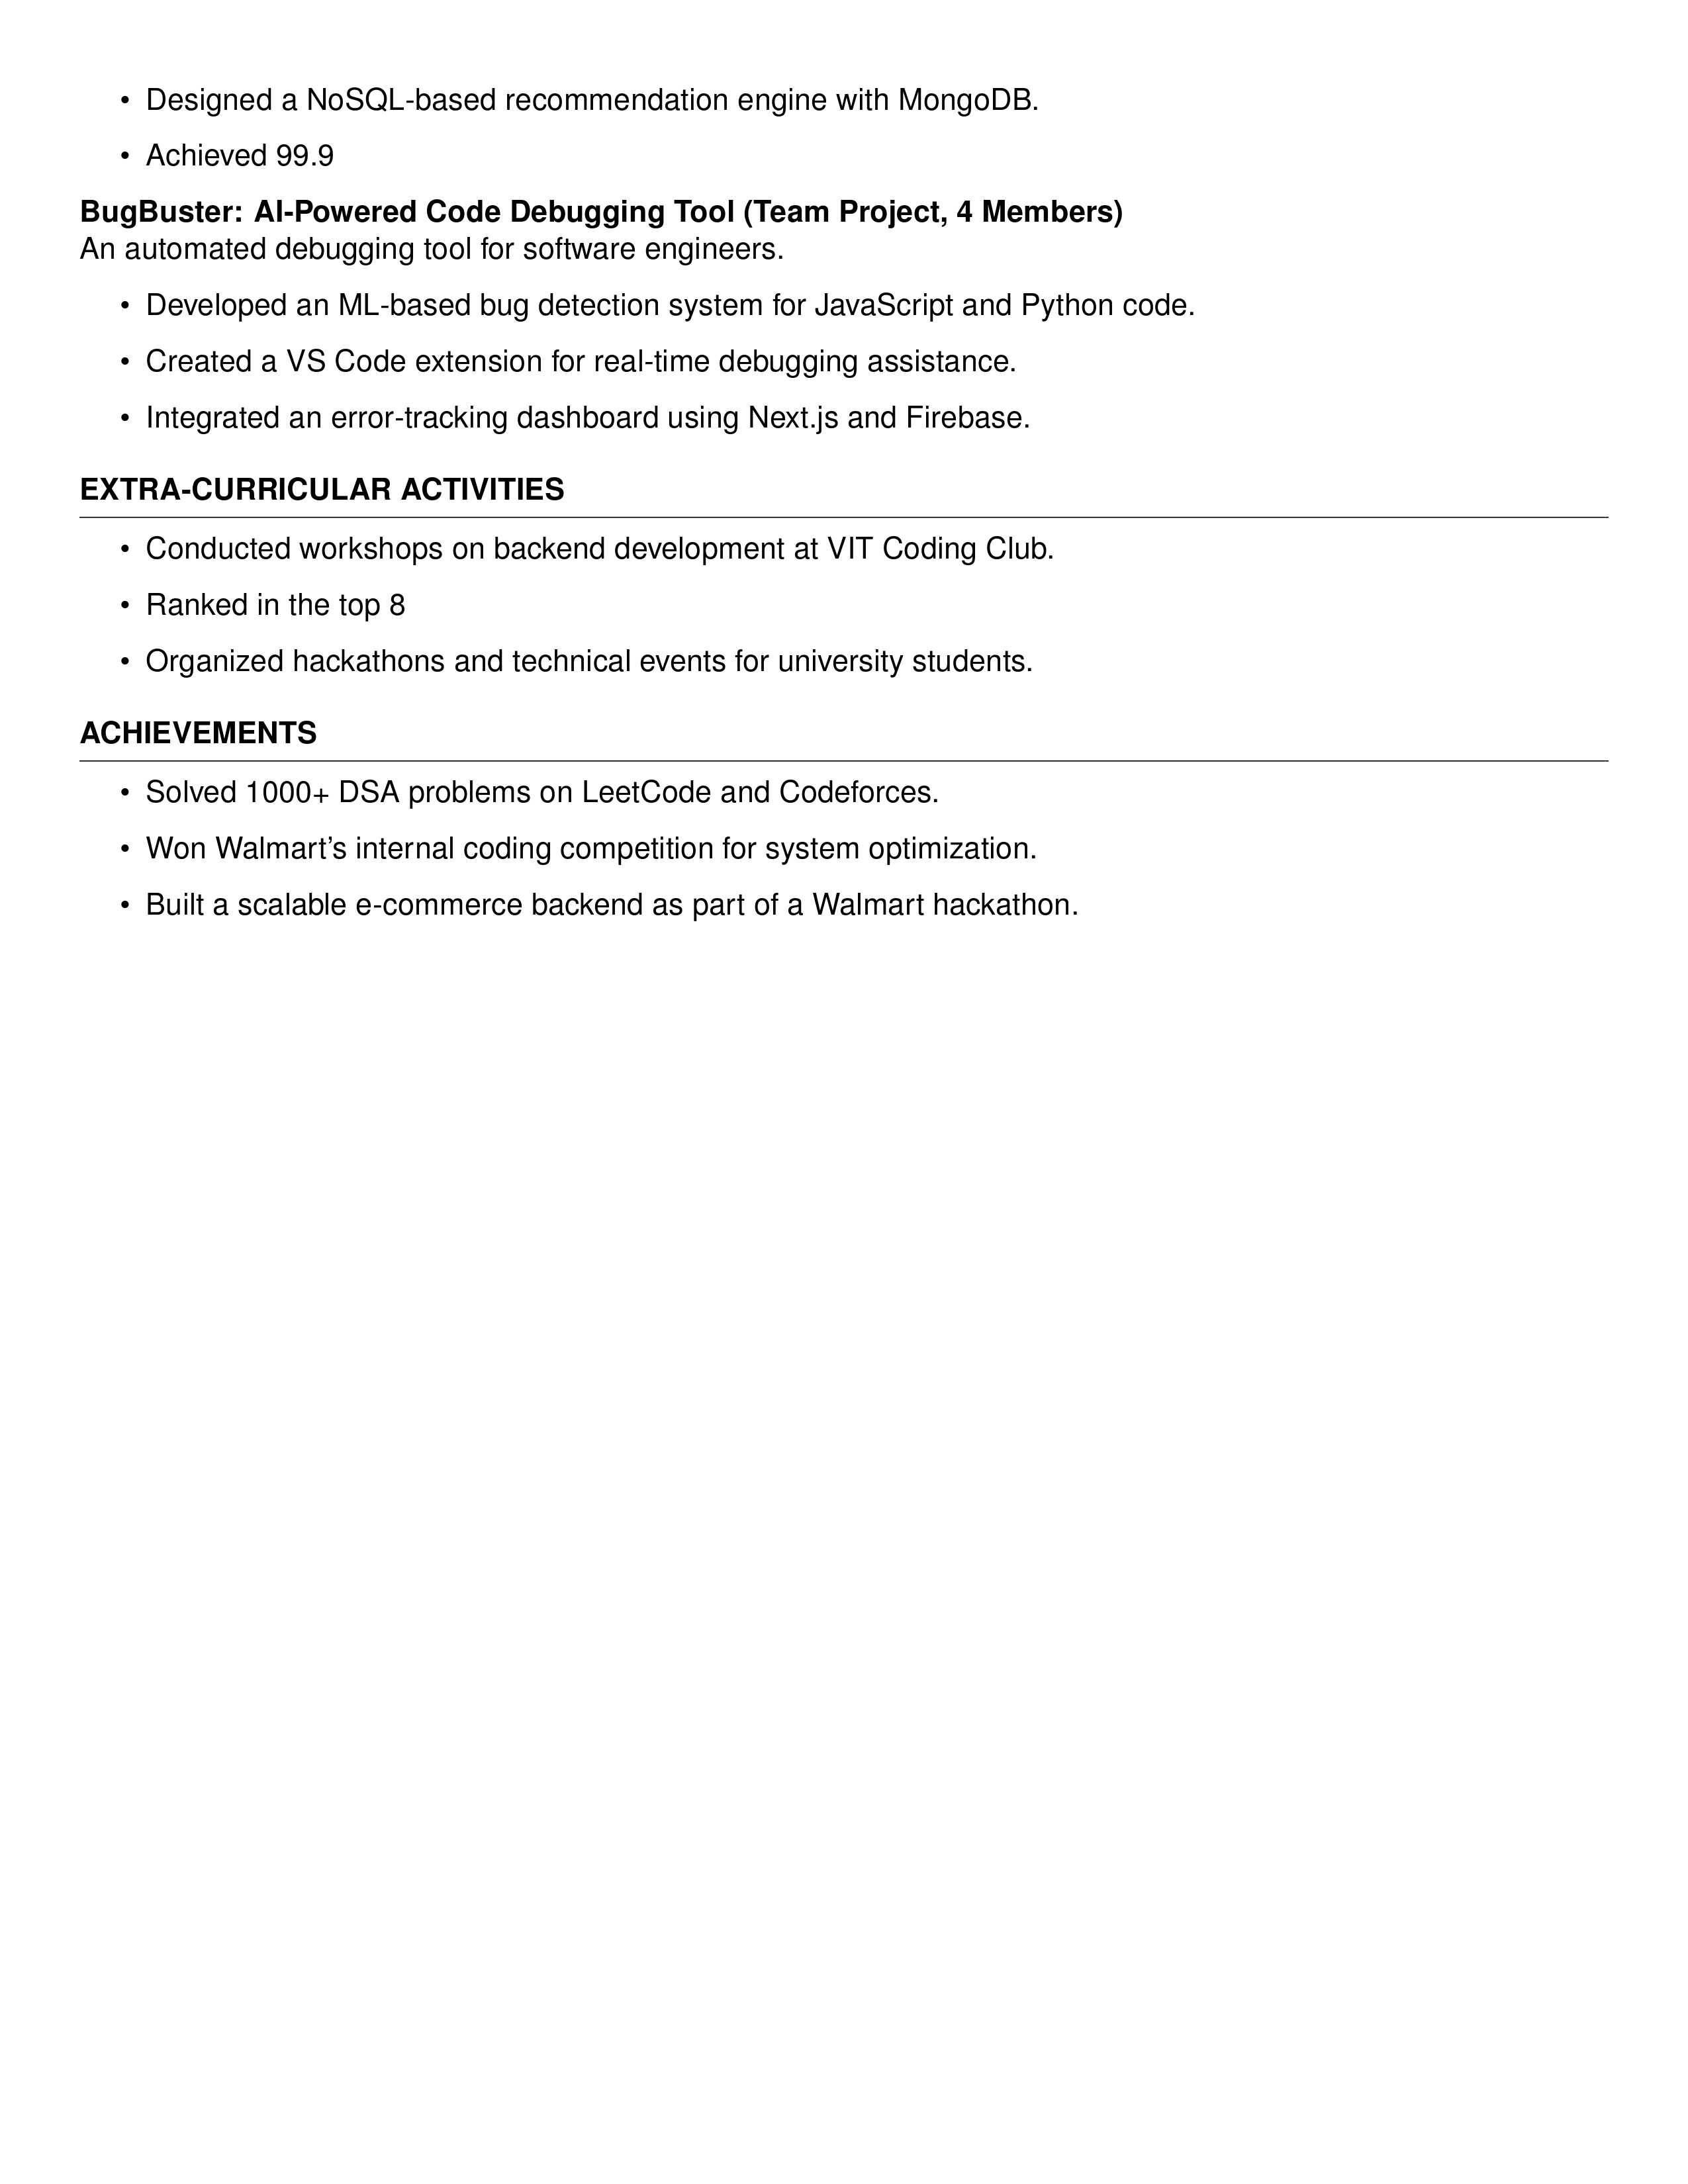 • Designed a NoSQL-based recommendation engine with MongoDB.
• Achieved 99.9
BugBuster: AI-Powered Code Debugging Tool (Team Project, 4 Members)
An automated debugging tool for software engineers.
• Developed an ML-based bug detection system for JavaScript and Python code.
• Created a VS Code extension for real-time debugging assistance.
• Integrated an error-tracking dashboard using Next.js and Firebase.
EXTRA-CURRICULAR ACTIVITIES
• Conducted workshops on backend development at VIT Coding Club.
• Ranked in the top 8
• Organized hackathons and technical events for university students.
ACHIEVEMENTS
• Solved 1000+ DSA problems on LeetCode and Codeforces.
• Won Walmart’s internal coding competition for system optimization.
• Built a scalable e-commerce backend as part of a Walmart hackathon.